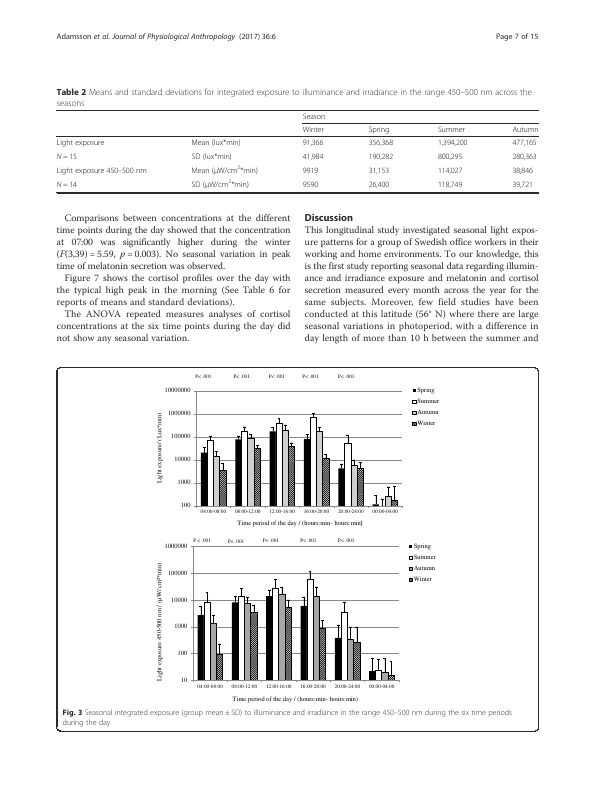 Adamsson et al. Journal of Physiological Anthropology (2017) 36:6
Page 7 of 15
Table 2 Means and standard deviations for integrated exposure to illuminance and irradiance in the range 450–500 nm across the
seasons
Season
Winter Spring Summer Autumn
Light exposure Mean (lux*min) 91,366 356,368 1,394,200 477,165
N = 15 SD (lux*min) 41,984 190,282 800,295 280,363
Light exposure 450–500 nm Mean (μW/cm2*min) 9919 31,153 114,027 38,846
N = 14 SD (μW/cm2*min) 9590 26,400 118,749 39,721
Comparisons between concentrations at the different
time points during the day showed that the concentration
at 07:00 was significantly higher during the winter
(F(3,39) = 5.59, p = 0.003). No seasonal variation in peak
time of melatonin secretion was observed.
Figure 7 shows the cortisol profiles over the day with
the typical high peak in the morning (See Table 6 for
reports of means and standard deviations).
The ANOVA repeated measures analyses of cortisol
concentrations at the six time points during the day did
not show any seasonal variation.
Discussion
This longitudinal study investigated seasonal light expos-
ure patterns for a group of Swedish office workers in their
working and home environments. To our knowledge, this
is the first study reporting seasonal data regarding illumin-
ance and irradiance exposure and melatonin and cortisol
secretion measured every month across the year for the
same subjects. Moreover, few field studies have been
conducted at this latitude (56° N) where there are large
seasonal variations in photoperiod, with a difference in
day length of more than 10 h between the summer and
P< .001 P< .001 P< .001 P< .001 P< .001
10000000
1000000
100000
10000
1000
100
Light exposure/ (Lux*min)
04:00-08:00 08:00-12:00 12:00-16:00 16:00-20:00 20:00-24:00 00:00-04:00
Time period of the day / (hours:min- hours:min)
Spring
Summer
Autumn
Winter
P< .001 P< .001 P< .001 P< .001 P< .001
1000000
100000
10000
1000
100
10
Light exposure 450-500 nm / (μW/cm²*min)
04:00-08:00 08:00-12:00 12:00-16:00 16:00-20:00 20:00-24:00 00:00-04:00
Time period of the day / (hours:min- hours:min)
Spring
Summer
Autumn
Winter
Fig. 3 Seasonal integrated exposure (group mean ± SD) to illuminance and irradiance in the range 450–500 nm during the six time periods
during the day